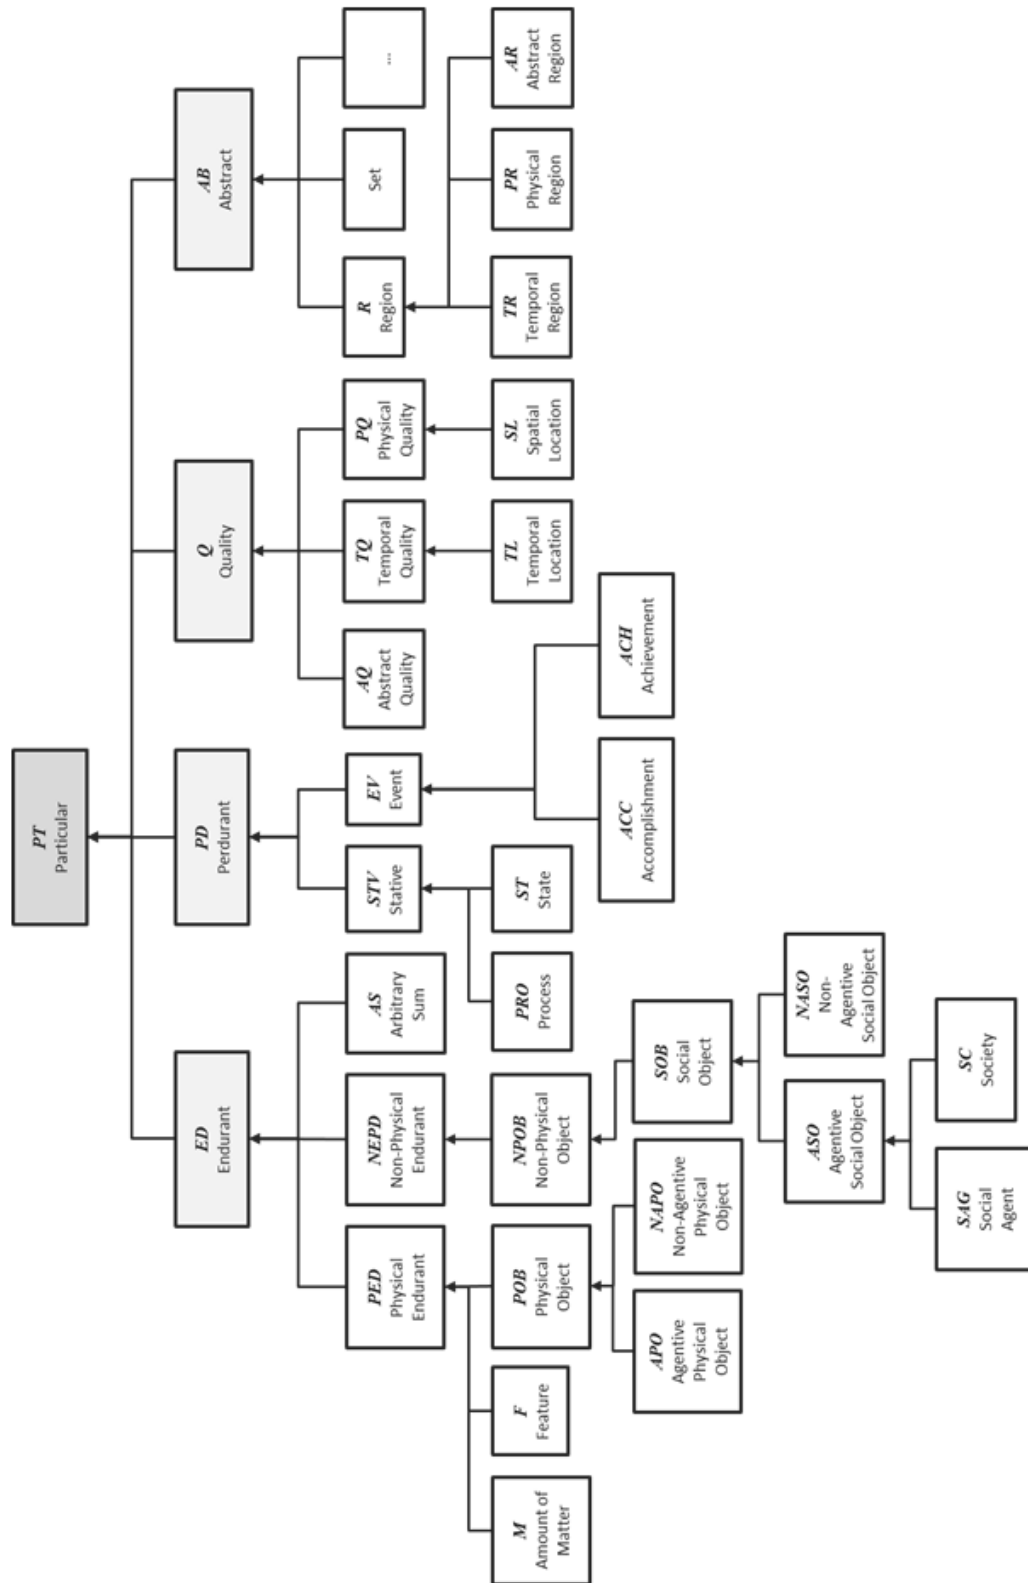 PT
Particular
ED
Endurant
PD
Perdurant
Q
Quality
AB
Abstract
PED
Physical
Endurant
NEPD
Non-Physical
Endurant
AS
Arbitrary
Sum
STV
Stative
EV
Event
AQ
Abstract
Quality
TQ
Temporal
Quality
PQ
Physical
Quality
R
Region
Set
...
M
Amount of
Matter
F
Feature
POB
Physical
Object
NPOB
Non-Physical
Object
PRO
Process
ST
State
TL
Temporal
Location
SL
Spatial
Location
TR
Temporal
Region
PR
Physical
Region
AR
Abstract
Region
APO
Agentive
Physical
Object
NAPO
Non-Agentive
Physical
Object
SOB
Social
Object
ACC
Accomplishment
ACH
Achievement
ASO
Agentive
Social Object
NASO
Non-
Agentive
Social Object
SAG
Social
Agent
SC
Society